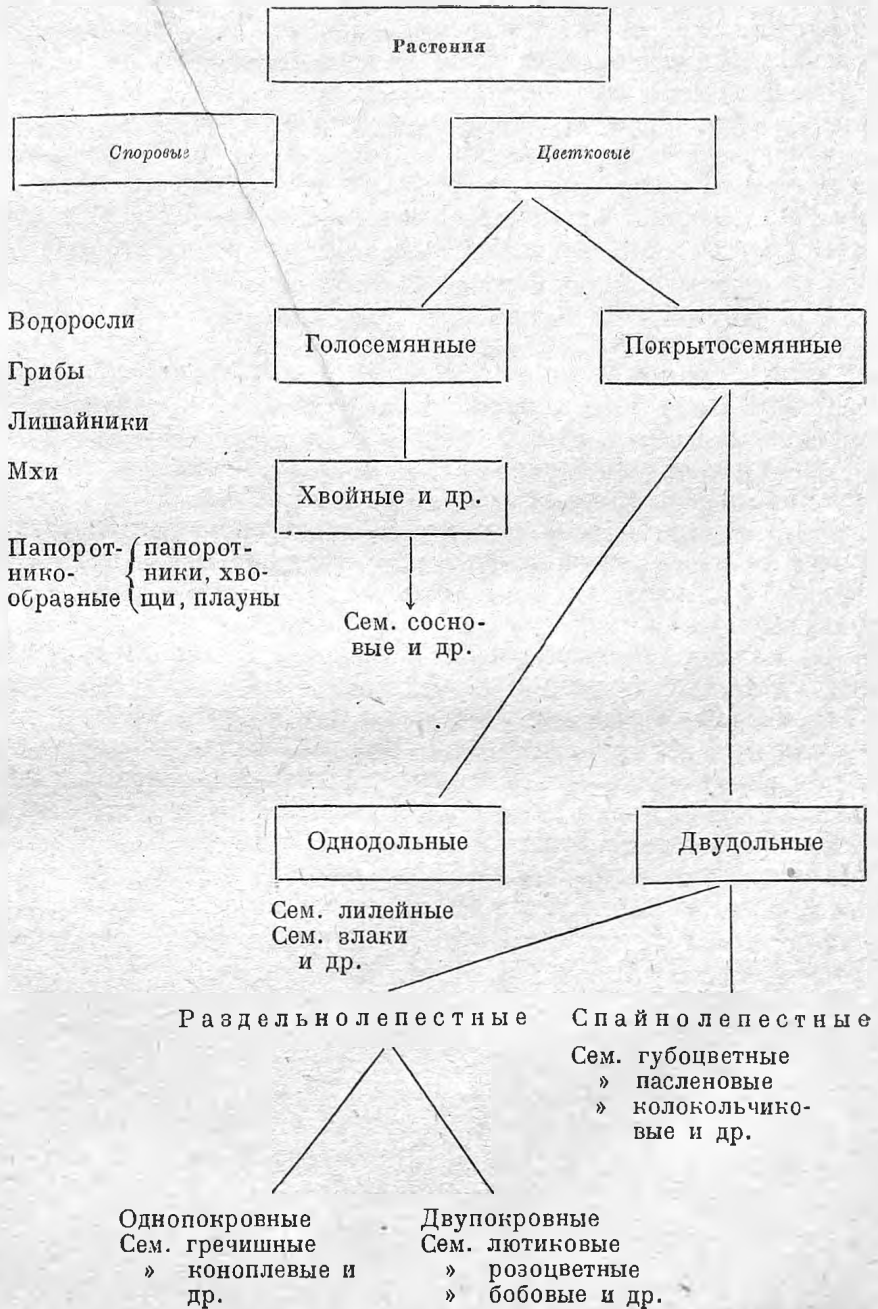 Растения
Споровые
Цветковые
Водоросли
Грибы
Лишайники
Мхи
Папорот-
нико-
образные
папорот-
ники, хво-
щи, плауны
Голосемянные
Хвойные и др.
Сем. сосно-
вые и др.
Покрытосемянные
Однодольные
Сем. лилейные
Сем. злаки
и др.
Двудольные
Раздельнолепестные
Однопокровные
Сем. гречишные
» коноплевые и
др.
Двупокровные
Сем. лютиковые
» розоцветные
» бобовые и др.
Спайнолепестные
Сем. губоцветные
» пасленовые
» колокольчико-
вые и др.